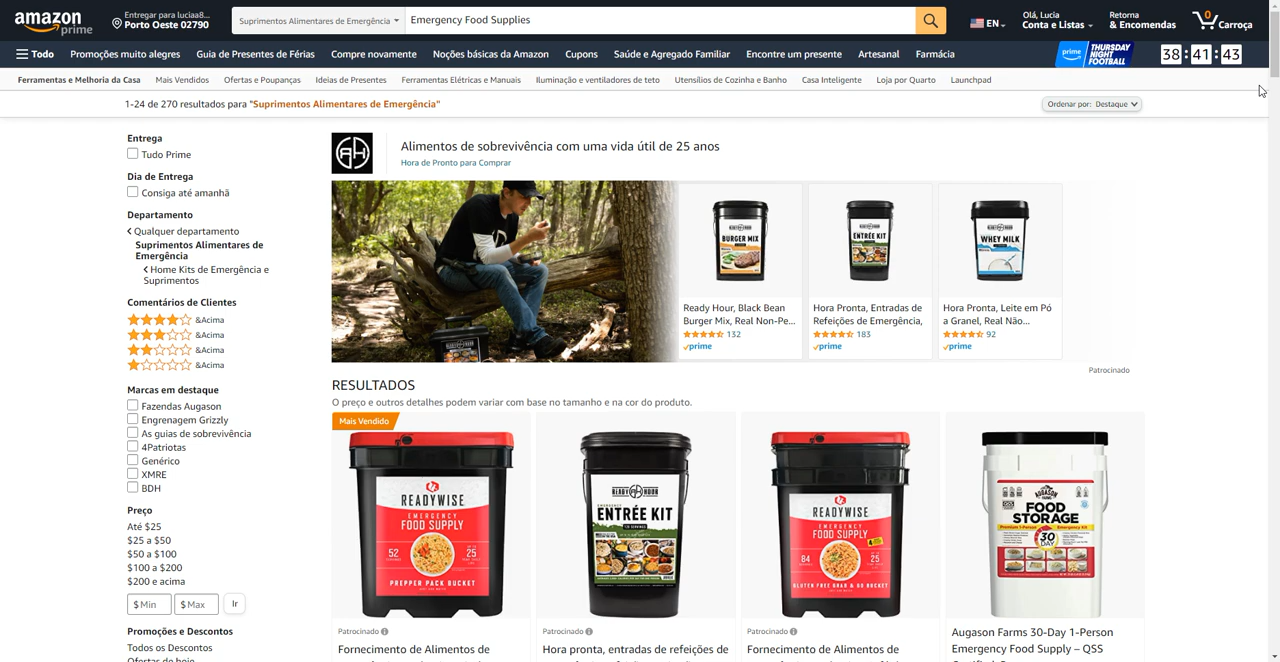 amazon
prime
Entregar para luciaa8...
Porto Oeste 02790
Suprimentos Alimentares de Emergência
Emergency Food Supplies
EN
Olá, Lucia
Conta e Listas
Retorna
& Encomendas
0
Carroça
Todo
Promoções muito alegres
Guia de Presentes de Férias
Compre novamente
Noções básicas da Amazon
Cupons
Saúde e Agregado Familiar
Encontre um presente
Artesanal
Farmácia
prime
THURSDAY
NIGHT
FOOTBALL
38:41:43
Ferramentas e Melhoria da Casa
Mais Vendidos
Ofertas e Poupanças
Ideias de Presentes
Ferramentas Elétricas e Manuais
Iluminação e ventiladores de teto
Utensílios de Cozinha e Banho
Casa Inteligente
Loja por Quarto
Launchpad
1-24 de 270 resultados para "Suprimentos Alimentares de Emergência"
Ordenar por: Destaque
Entrega
Tudo Prime
Dia de Entrega
Consiga até amanhã
Departamento
Qualquer departamento
Suprimentos Alimentares de
Emergência
Home Kits de Emergência e
Suprimentos
Comentários de Clientes
&Acima
&Acima
&Acima
&Acima
Marcas em destaque
Fazendas Augason
Engrenagem Grizzly
As guias de sobrevivência
4Patriotas
Genérico
XMRE
BDH
Preço
Até $25
$25 a $50
$50 a $100
$100 a $200
$200 e acima
$ Min
$ Max
Ir
Promoções e Descontos
Todos os Descontos
Ofertas de hoje
Alimentos de sobrevivência com uma vida útil de 25 anos
Hora de Pronto para Comprar
BURGER MIX
ENTRÉE KIT
WHEY MILK
Ready Hour, Black Bean
Burger Mix, Real Non-Pe...
132
prime
Hora Pronta, Entradas de
Refeições de Emergência,
183
prime
Hora Pronta, Leite em Pó
a Granel, Real Não...
92
prime
Patrocinado
RESULTADOS
O preço e outros detalhes podem variar com base no tamanho e na cor do produto.
Mais Vendido
READYWISE
EMERGENCY
FOOD SUPPLY
52
25
PREPPER PACK BUCKET
READY HOUR
ENTRÉE KIT
READYWISE
EMERGENCY
FOOD SUPPLY
84
25
GLUTEN FREE GRAB & GO BUCKET
AUGASON
FARMS
FOOD
STORAGE
30
DAY
Patrocinado
Fornecimento de Alimentos de
Patrocinado
Hora pronta, entradas de refeições de
Patrocinado
Fornecimento de Alimentos de
Augason Farms 30-Day 1-Person
Emergency Food Supply – QSS